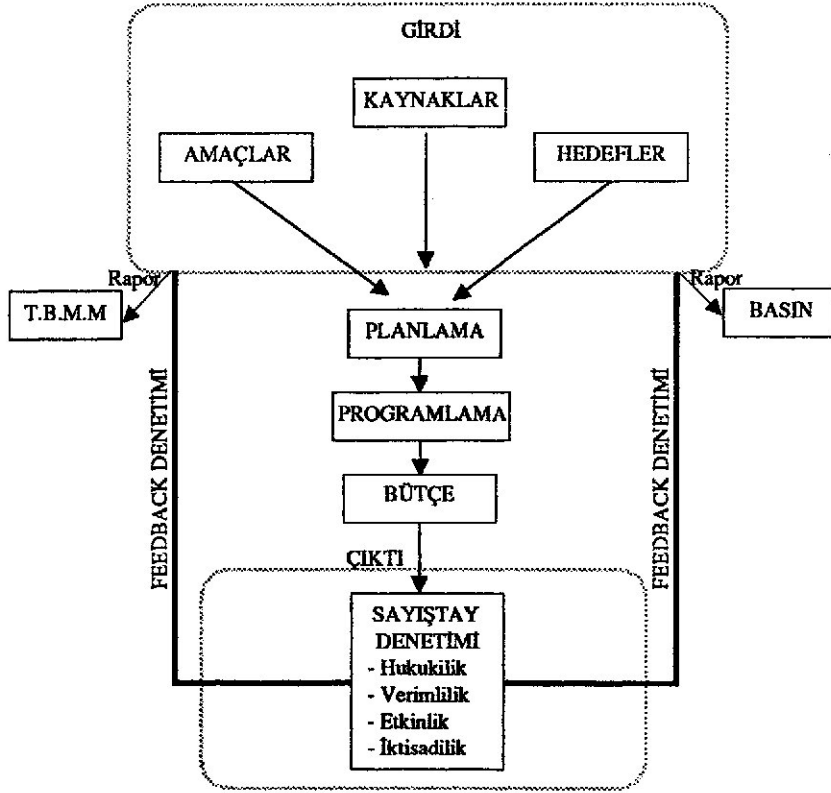 GİRDİ
KAYNAKLAR
AMAÇLAR
HEDEFLER
Rapor
Rapor
T.B.M.M
BASIN
PLANLAMA
PROGRAMLAMA
BÜTÇE
FEEDBACK DENETİMİ
FEEDBACK DENETİMİ
ÇIKTI
SAYIŞTAY
DENETİMİ
- Hukukilik
- Verimlilik
- Etkinlik
- İktisadilik